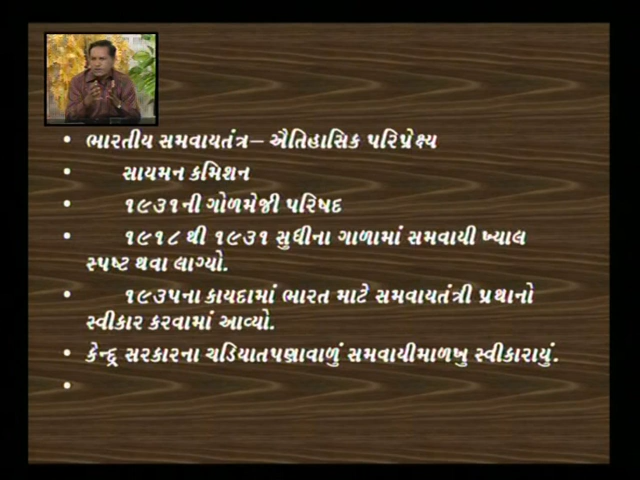 • ભારતીય સમવાયતંત્ર– ઐતિહાસિક પરિપ્રેક્ષ્ય
• સાયમન કમિશન
• ૧૯૩૧ની ગોળમેજી પરિષદ
• ૧૯૧૮ થી ૧૯૩૧ સુધીના ગાળામાં સમવાયી ખ્યાલ
સ્પષ્ટ થવા લાગ્યો.
• ૧૯૩૫ના કાયદામાં ભારત માટે સમવાયતંત્રી પ્રથાનો
સ્વીકાર કરવામાં આવ્યો.
• કેન્દ્ર સરકારના ચડિયાતપણાવાળું સમવાયીમાળખુ સ્વીકારાયું.
•